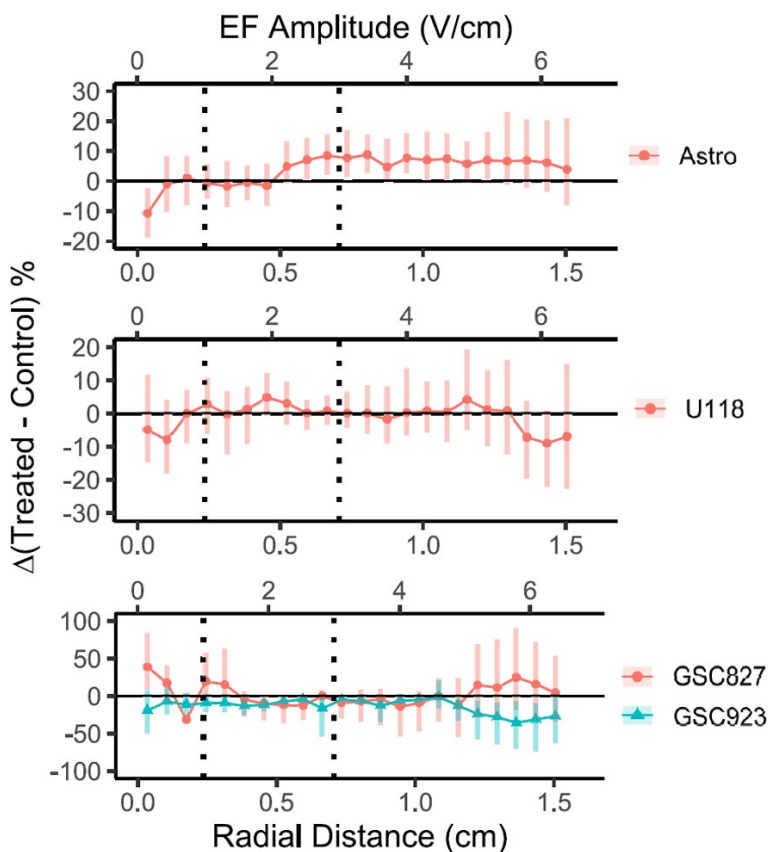 EF Amplitude (V/cm)
0 2 4 6
30
20
10
0
-10
-20
Astro
0.0 0.5 1.0 1.5
0 2 4 6
20
10
0
-10
-20
-30
U118
0.0 0.5 1.0 1.5
0 2 4 6
100
50
0
-50
-100
GSC827
GSC923
0.0 0.5 1.0 1.5
Δ(Treated - Control) %
Radial Distance (cm)